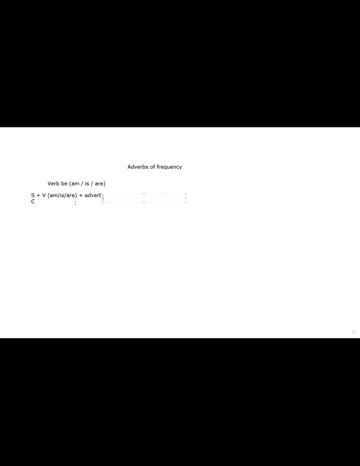 Adverbs of frequency
Verb be (am / is / are)
S + V (am/is/are) + advert
C